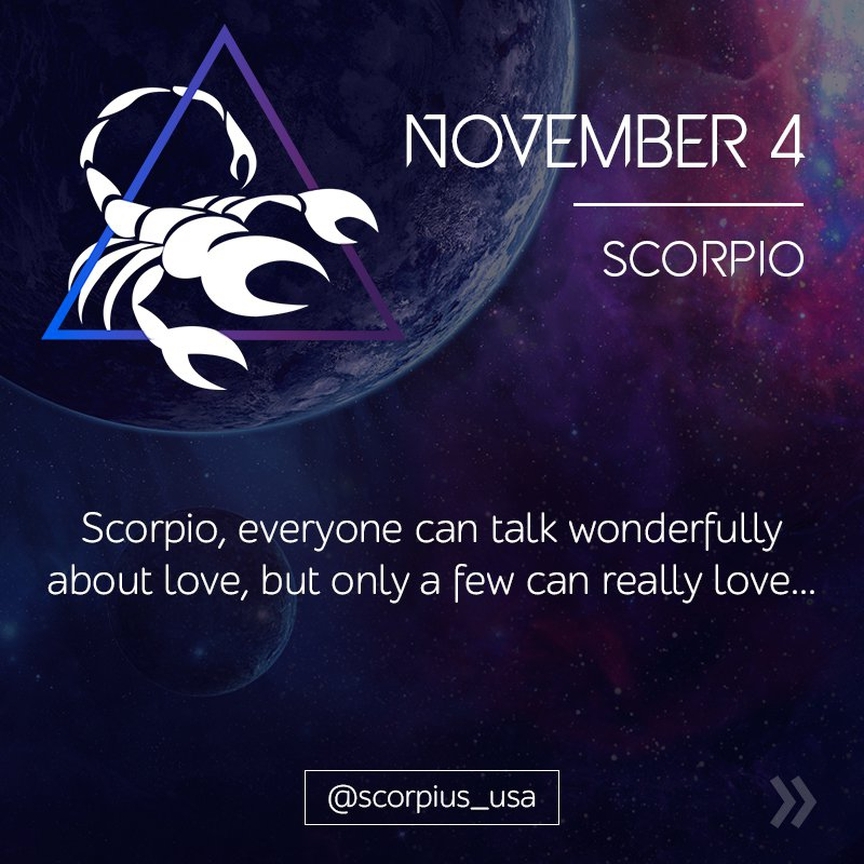 NOVEMBER 4
SCORPIO
Scorpio, everyone can talk wonderfully
about love, but only a few can really love...
@scorpius_usa